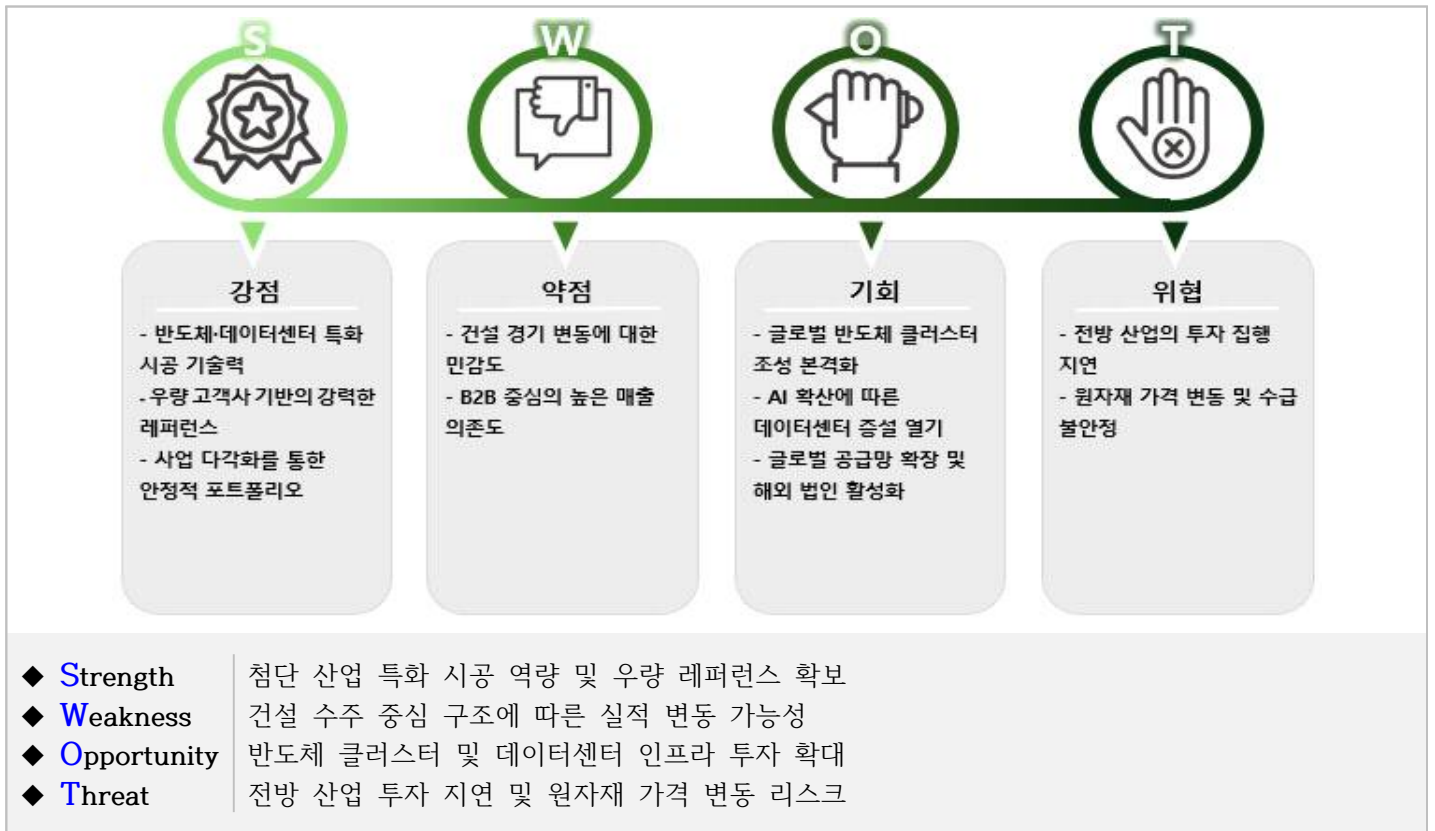 S
W
O
T
강점
- 반도체·데이터센터 특화
시공 기술력
- 우량 고객사 기반의 강력한
레퍼런스
- 사업 다각화를 통한
안정적 포트폴리오
약점
- 건설 경기 변동에 대한
민감도
- B2B 중심의 높은 매출
의존도
기회
- 글로벌 반도체 클러스터
조성 본격화
- AI 확산에 따른
데이터센터 증설 열기
- 글로벌 공급망 확장 및
해외 법인 활성화
위협
- 전방 산업의 투자 집행
지연
- 원자재 가격 변동 및 수급
불안정
◆ Strength 첨단 산업 특화 시공 역량 및 우량 레퍼런스 확보
◆ Weakness 건설 수주 중심 구조에 따른 실적 변동 가능성
◆ Opportunity 반도체 클러스터 및 데이터센터 인프라 투자 확대
◆ Threat 전방 산업 투자 지연 및 원자재 가격 변동 리스크